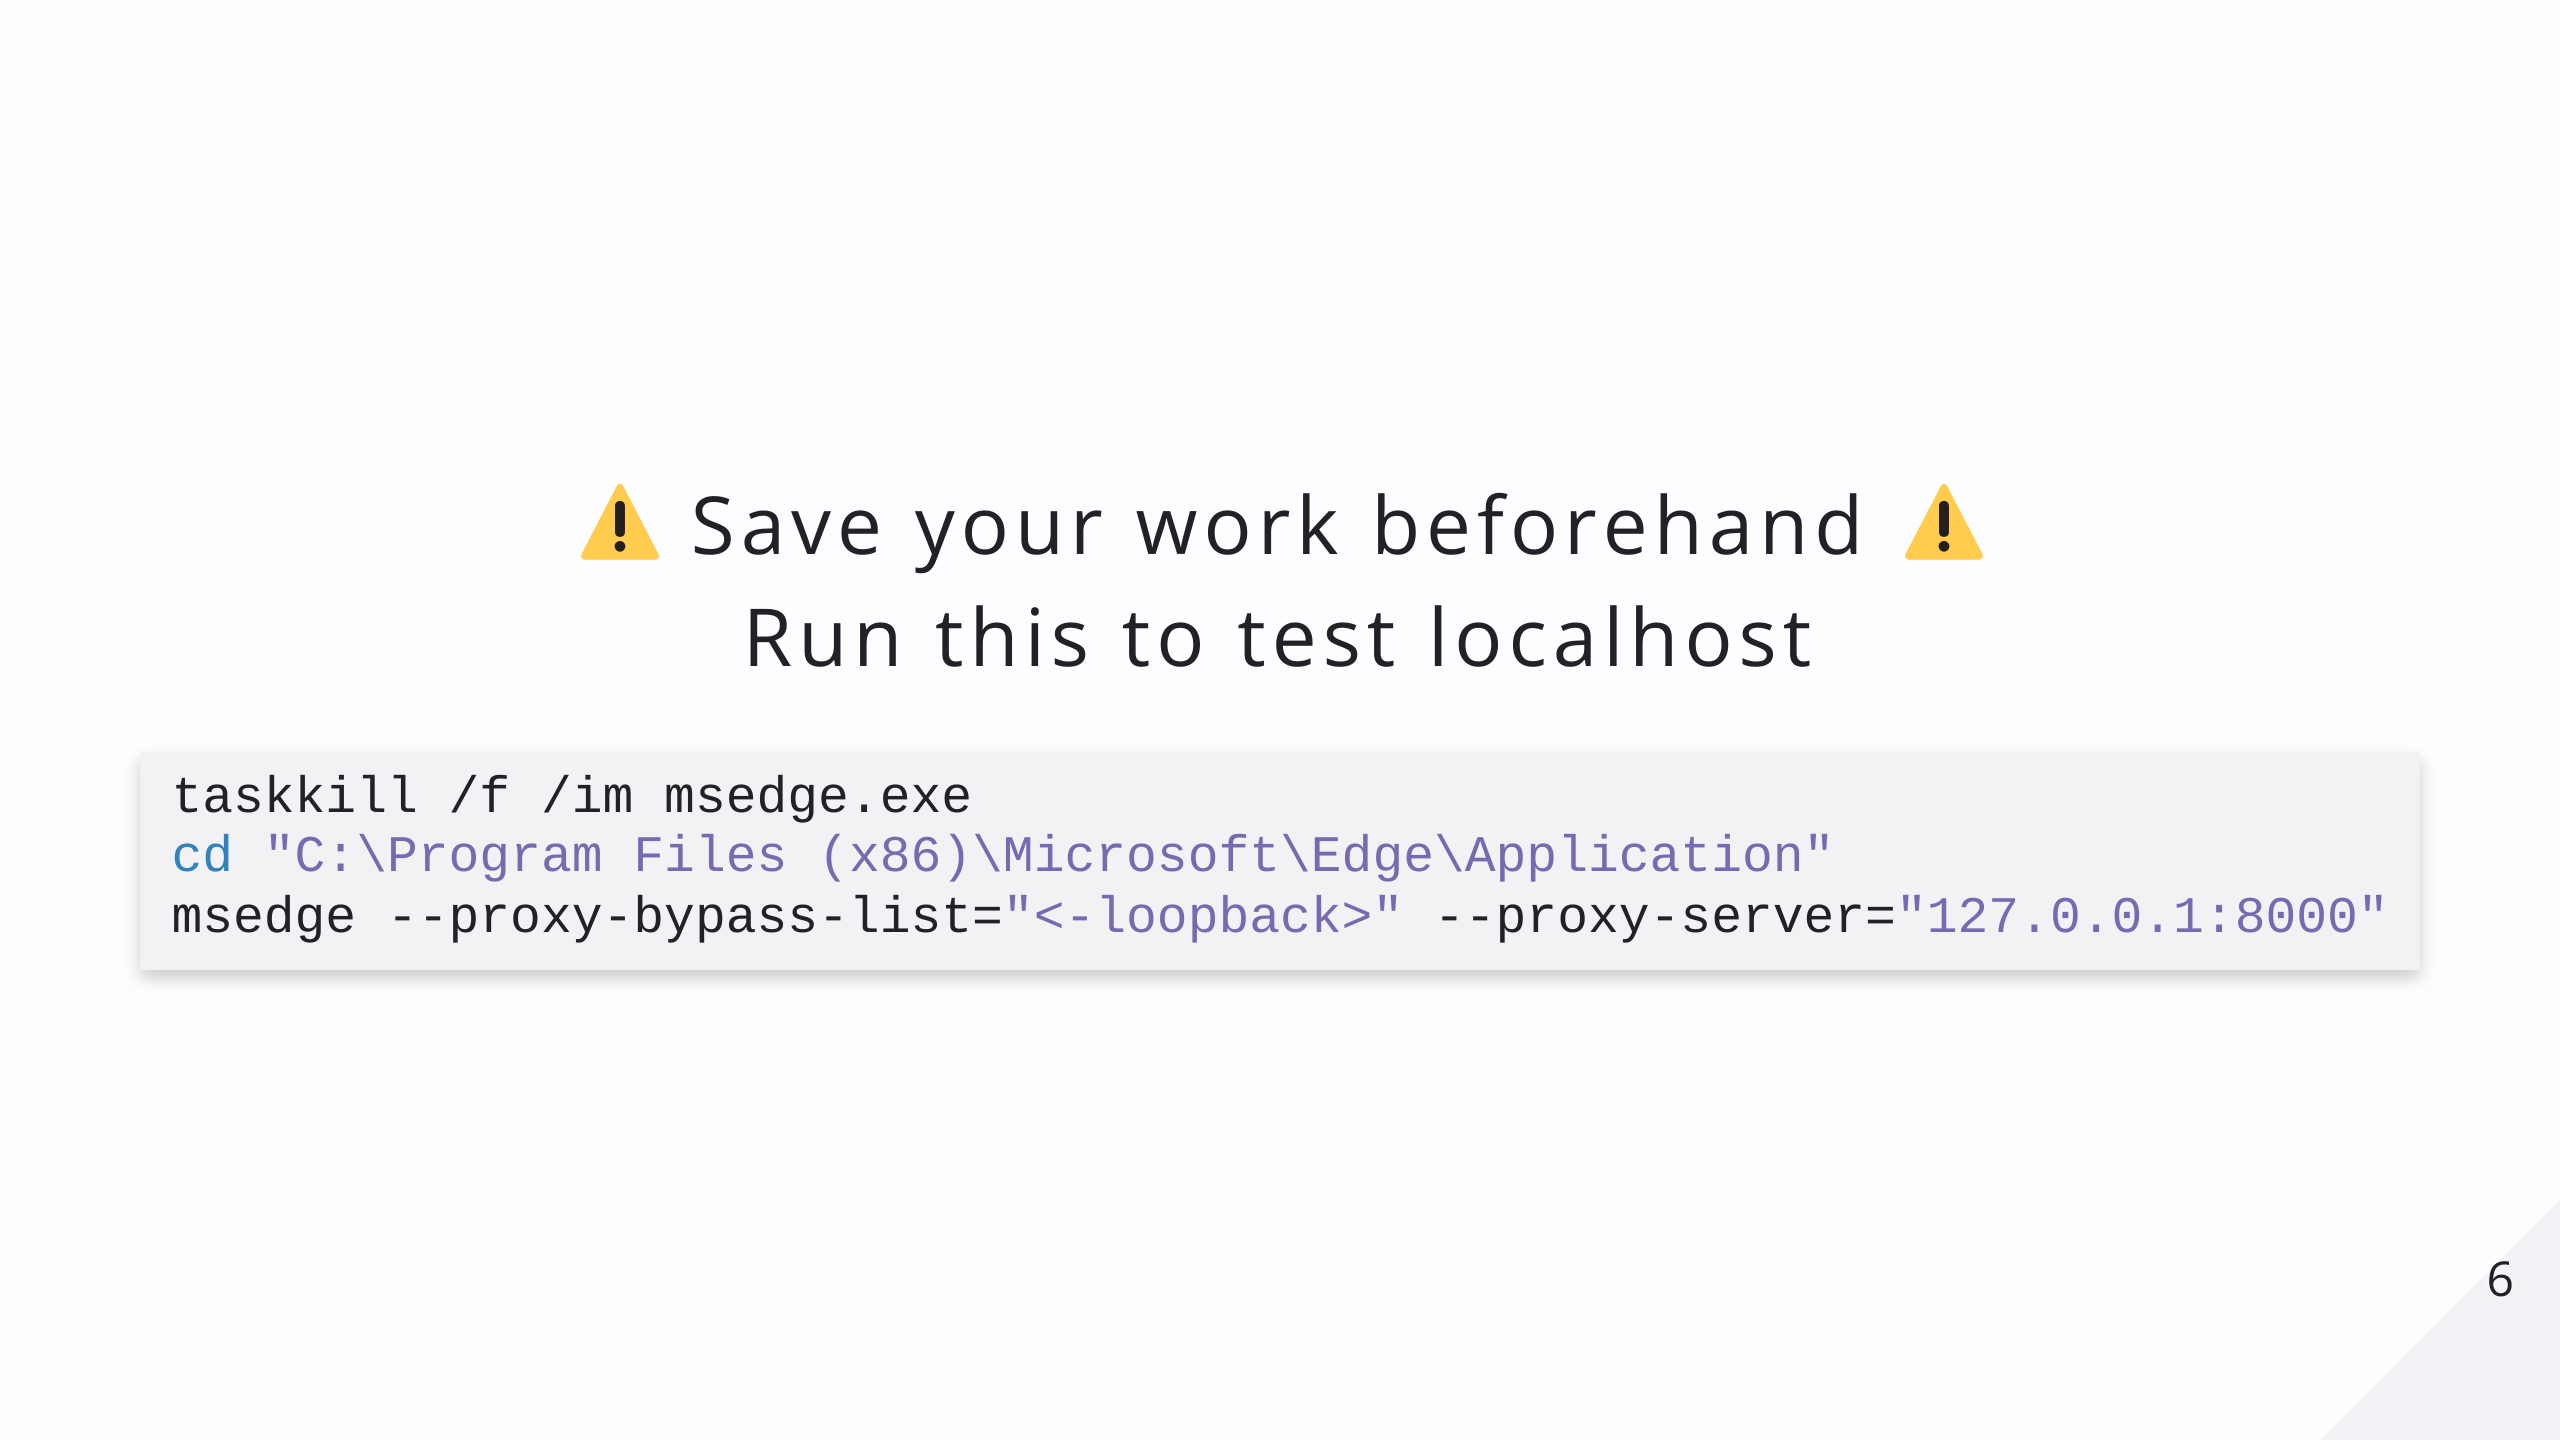 ⚠️ Save your work beforehand ⚠️
Run this to test localhost
taskkill /f /im msedge.exe
cd "C:\Program Files (x86)\Microsoft\Edge\Application"
msedge --proxy-bypass-list="<-loopback>" --proxy-server="127.0.0.1:8000"
6